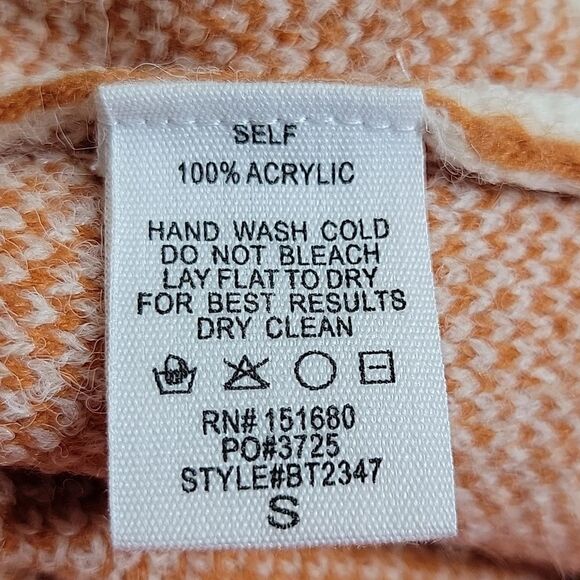 SELF
100% ACRYLIC
HAND WASH COLD
DO NOT BLEACH
LAY FLAT TO DRY
FOR BEST RESULTS
DRY CLEAN
RN# 151680
PO#3725
STYLE#BT2347
S